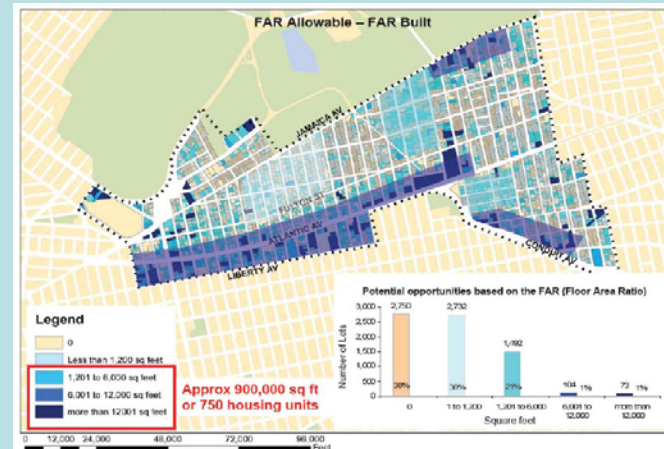 FAR Allowable – FAR Built
JAMAICA AV
FULTON ST
ATLANTIC AV
LIBERTY AV
CONDUIT AV
Legend
0
Less than 1,200 sq feet
1,201 to 6,000 sq feet
6,001 to 12,000 sq feet
more than 12001 sq feet
Approx 900,000 sq ft
or 750 housing units
0 12,000 24,000 48,000 72,000 96,000
Feet
Potential opportunities based on the FAR (Floor Area Ratio)
Number of Lots
3,000
2,500
2,000
1,500
1,000
500
0
2,750
2,732
1,492
104
73
38%
38%
21%
1%
1%
0
1 to 1,200
1,201 to 6,000
6,001 to
12,000
more than
12,000
Square feet